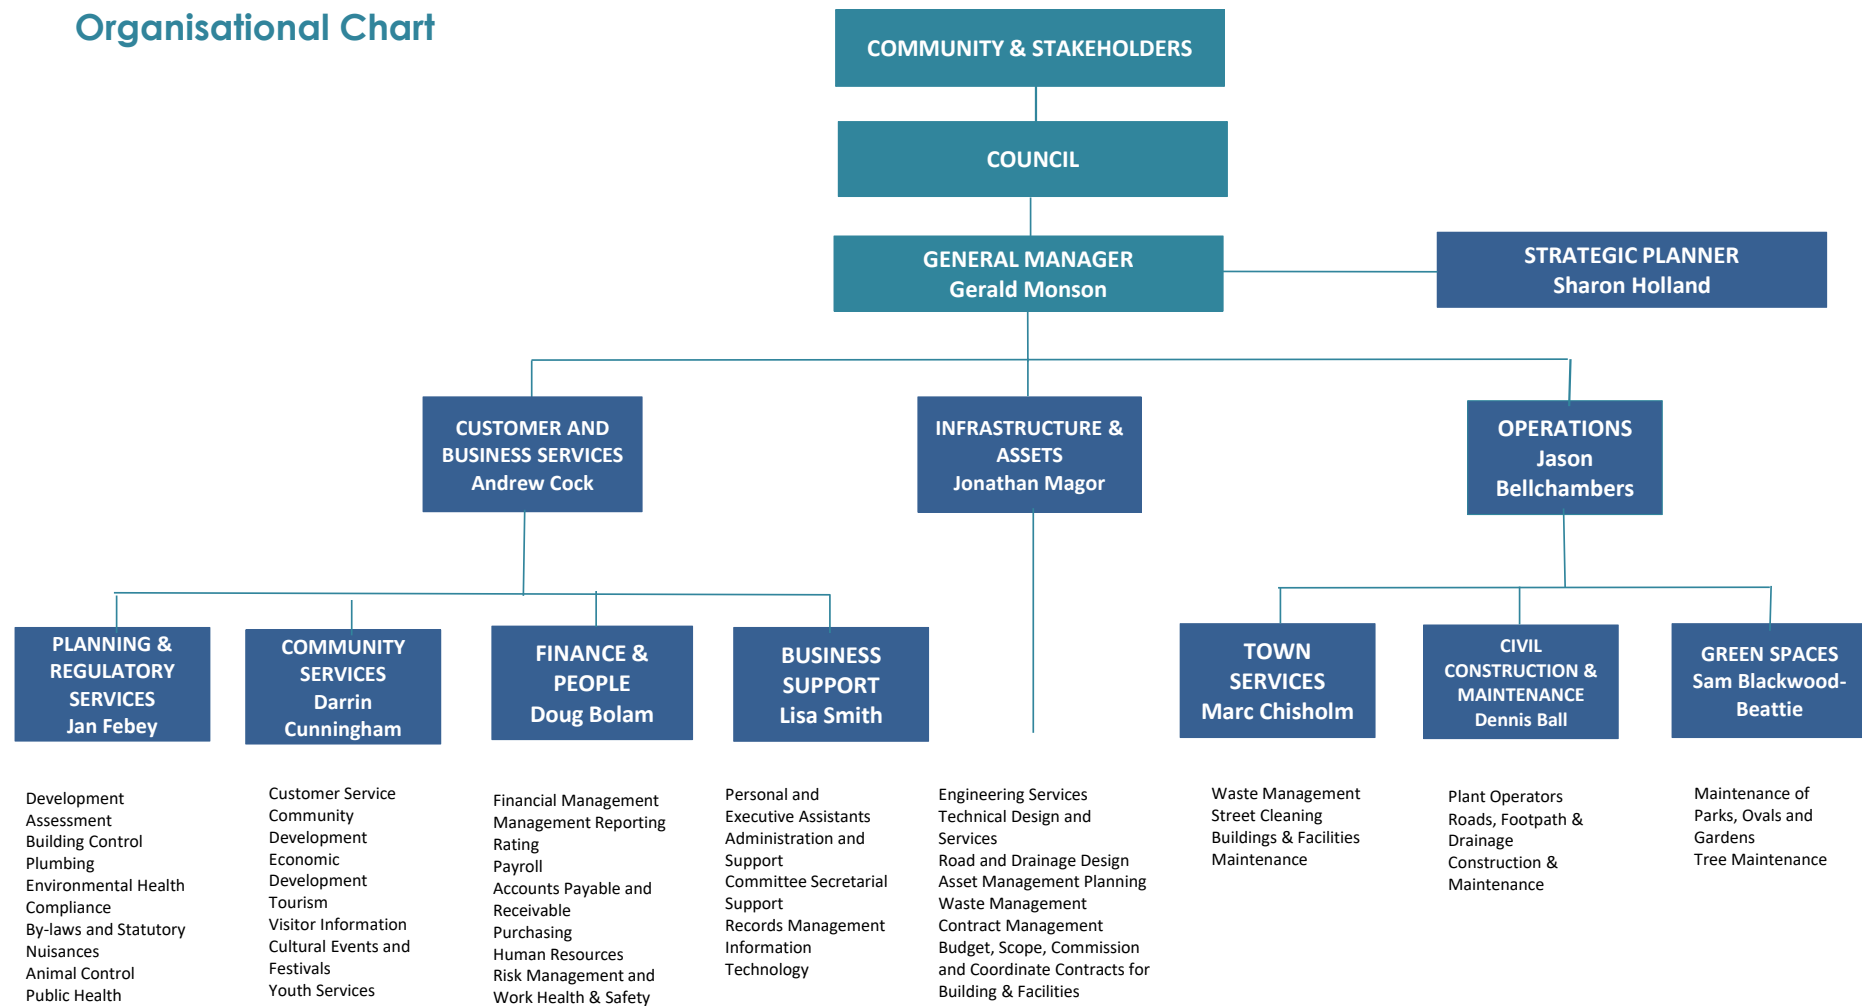 Organisational Chart
COMMUNITY & STAKEHOLDERS
COUNCIL
GENERAL MANAGER
Gerald Monson
STRATEGIC PLANNER
Sharon Holland
CUSTOMER AND
BUSINESS SERVICES
Andrew Cock
INFRASTRUCTURE &
ASSETS
Jonathan Magor
OPERATIONS
Jason
Bellchambers
PLANNING &
REGULATORY
SERVICES
Jan Febey
COMMUNITY
SERVICES
Darrin
Cunningham
FINANCE &
PEOPLE
Doug Bolam
BUSINESS
SUPPORT
Lisa Smith
TOWN
SERVICES
Marc Chisholm
CIVIL
CONSTRUCTION &
MAINTENANCE
Dennis Ball
GREEN SPACES
Sam Blackwood-
Beattie
Development
Assessment
Building Control
Plumbing
Environmental Health
Compliance
By-laws and Statutory
Nuisances
Animal Control
Public Health
Customer Service
Community
Development
Economic
Development
Tourism
Visitor Information
Cultural Events and
Festivals
Youth Services
Financial Management
Management Reporting
Rating
Payroll
Accounts Payable and
Receivable
Purchasing
Human Resources
Risk Management and
Work Health & Safety
Personal and
Executive Assistants
Administration and
Support
Committee Secretarial
Support
Records Management
Information
Technology
Engineering Services
Technical Design and
Services
Road and Drainage Design
Asset Management Planning
Waste Management
Contract Management
Budget, Scope, Commission
and Coordinate Contracts for
Building & Facilities
Waste Management
Street Cleaning
Buildings & Facilities
Maintenance
Plant Operators
Roads, Footpath &
Drainage
Construction &
Maintenance
Maintenance of
Parks, Ovals and
Gardens
Tree Maintenance